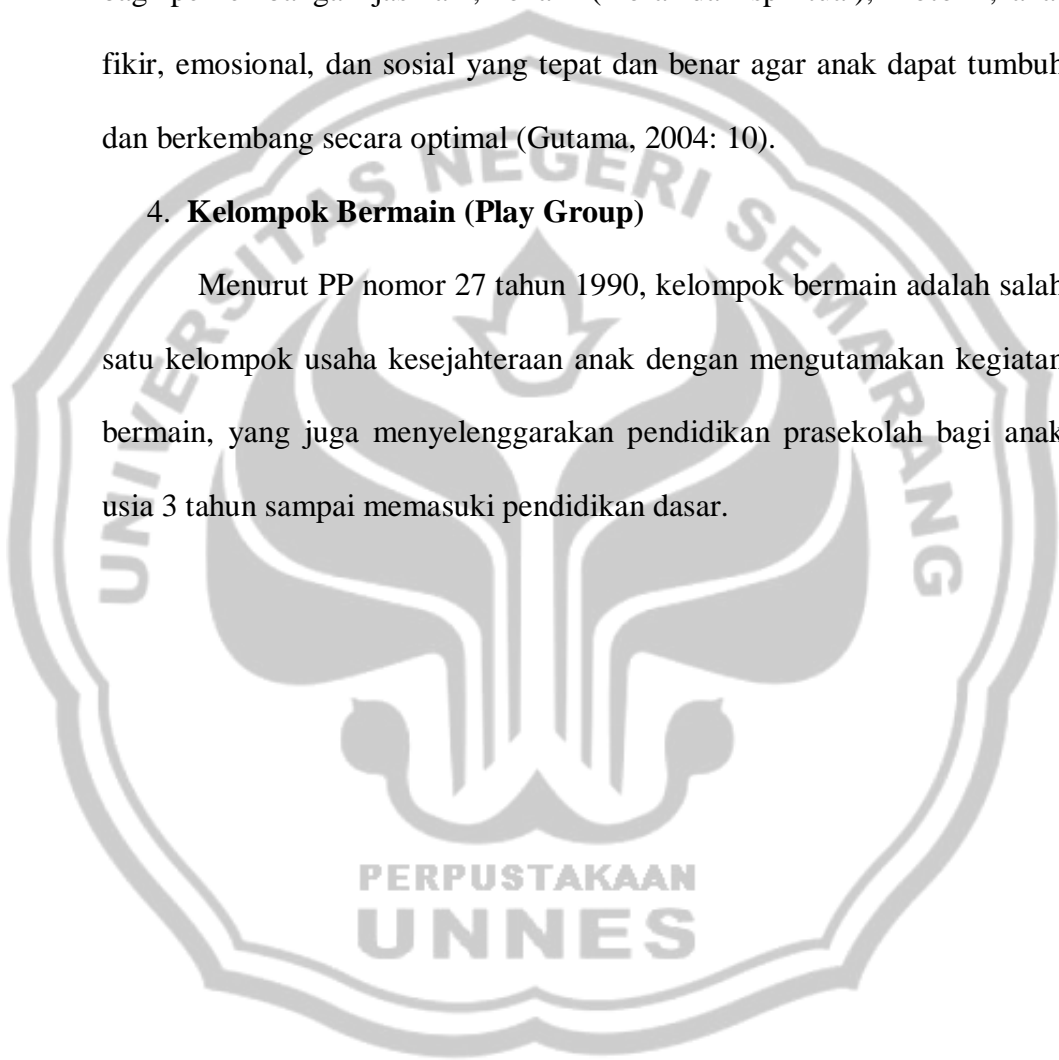 fikir, emosional, dan sosial yang tepat dan benar agar anak dapat tumbuh
dan berkembang secara optimal (Gutama, 2004: 10).
4. Kelompok Bermain (Play Group)
Menurut PP nomor 27 tahun 1990, kelompok bermain adalah salah
satu kelompok usaha kesejahteraan anak dengan mengutamakan kegiatan
bermain, yang juga menyelenggarakan pendidikan prasekolah bagi anak
usia 3 tahun sampai memasuki pendidikan dasar.
UNIVERSITAS NEGERI SEMARANG
PERPUSTAKAAN
UNNES